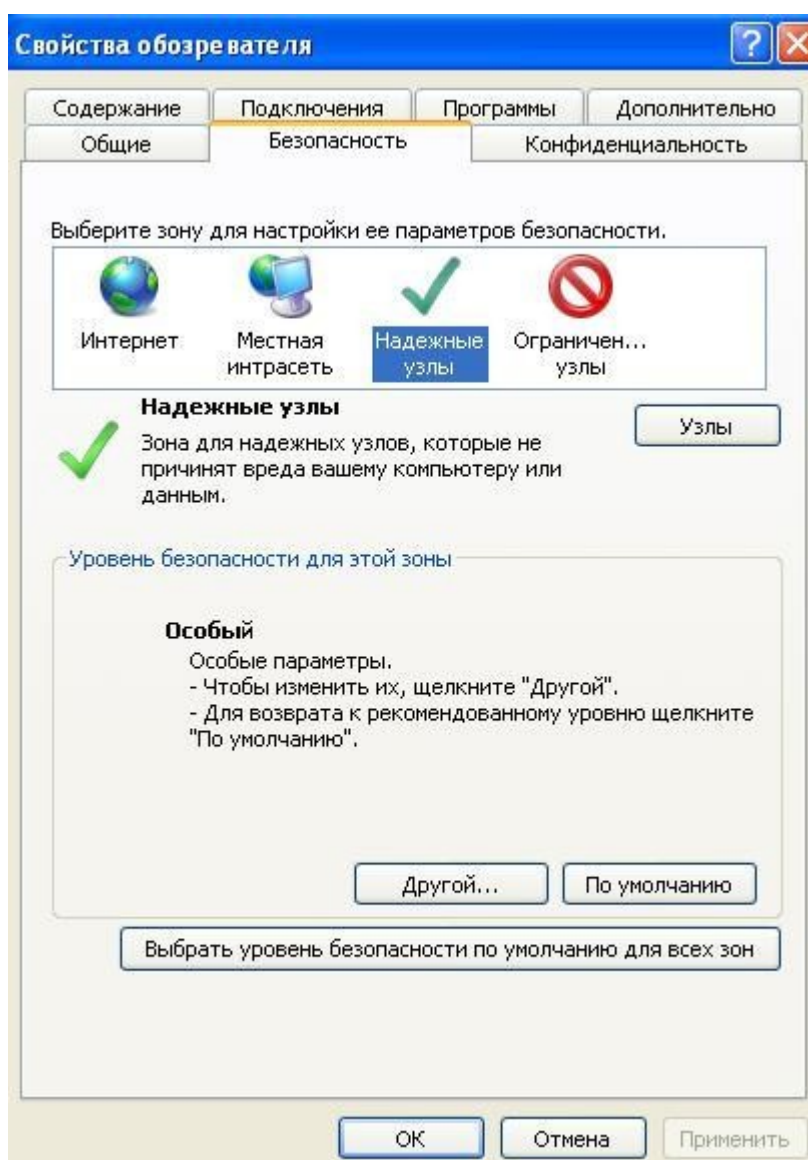 Свойства обозревателя
Содержание Подключения Программы Дополнительно
Общие Безопасность Конфиденциальность
Выберите зону для настройки ее параметров безопасности.
Интернет
Местная
интрасеть
Надежные
узлы
Ограничен...
узлы
Надежные узлы
Узлы
Зона для надежных узлов, которые не
причинят вреда вашему компьютеру или
данным.
Уровень безопасности для этой зоны
Особый
Особые параметры.
- Чтобы изменить их, щелкните "Другой".
- Для возврата к рекомендованному уровню щелкните
"По умолчанию".
Другой... По умолчанию
Выбрать уровень безопасности по умолчанию для всех зон
ОК Отмена Применить